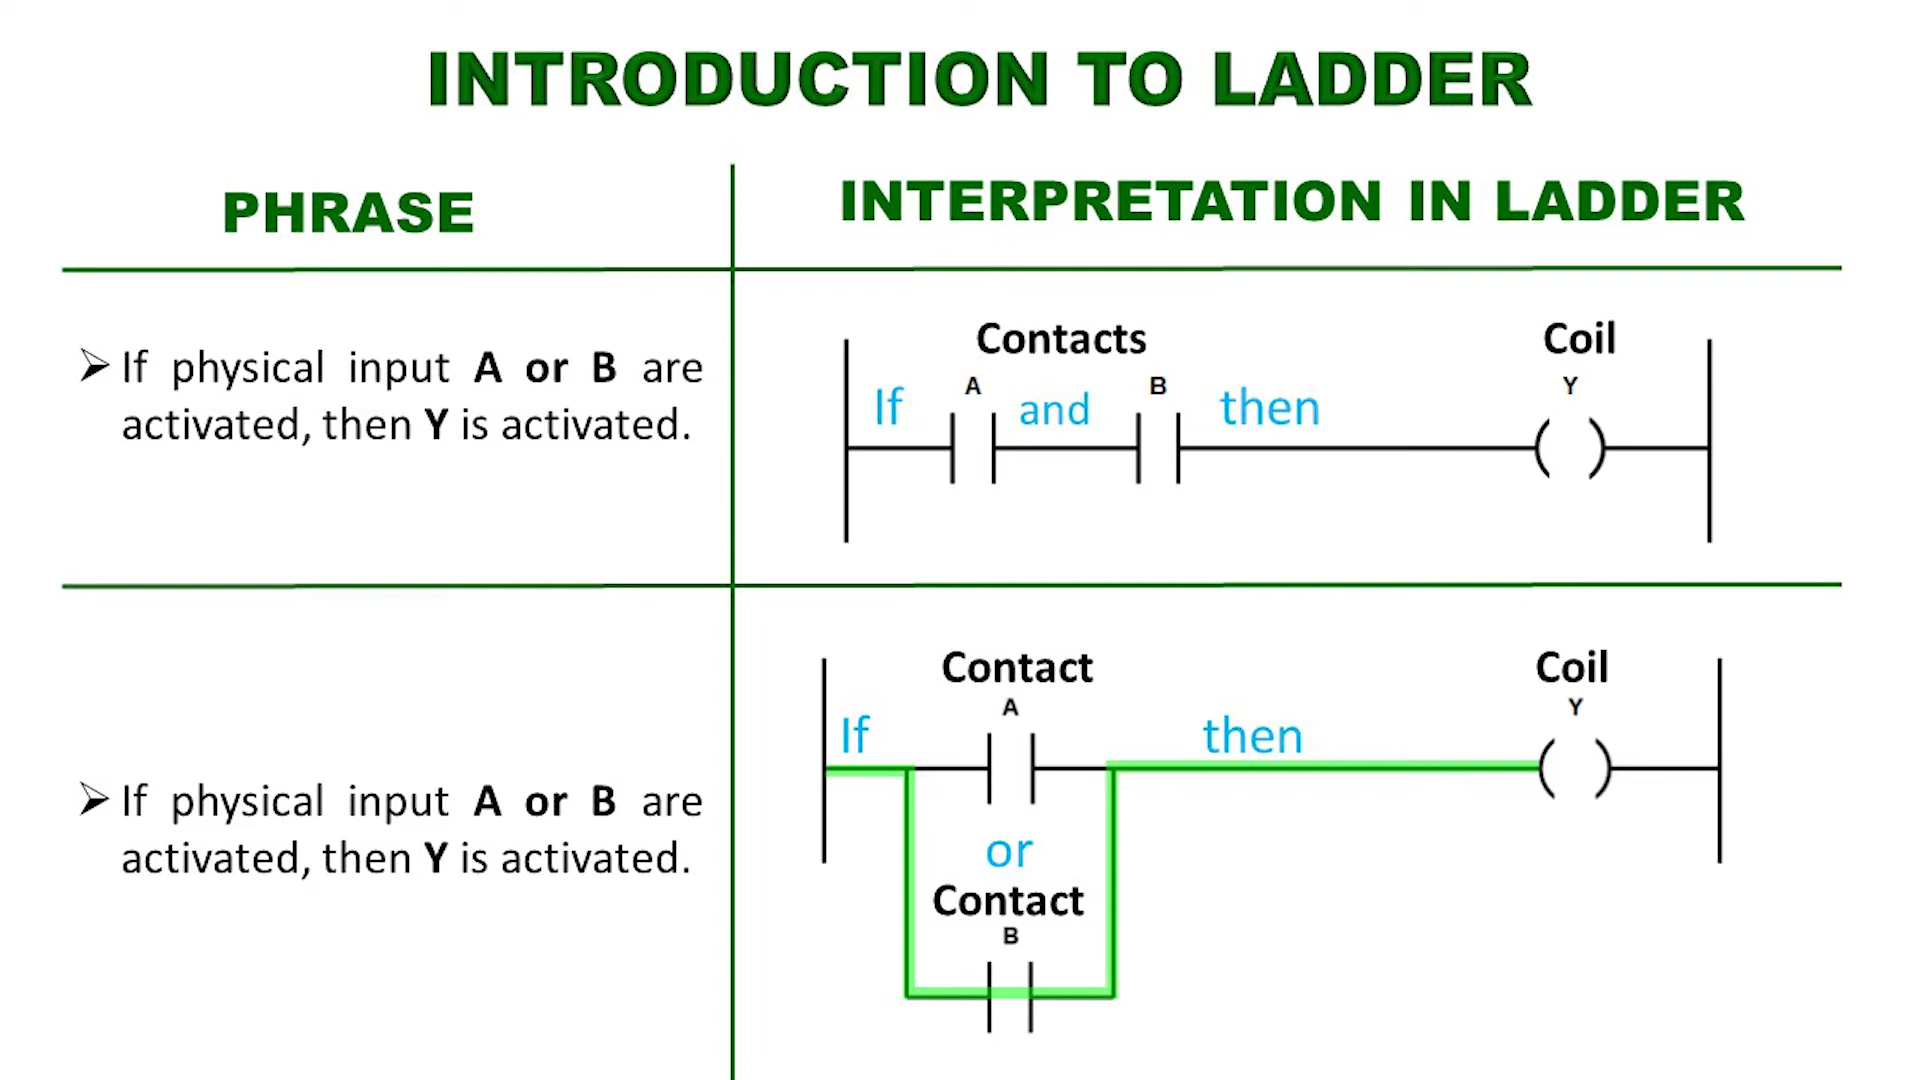 INTRODUCTION TO LADDER
PHRASE
INTERPRETATION IN LADDER
If physical input A or B are
activated, then Y is activated.
Contacts
Coil
A
B
Y
If
and
then
If physical input A or B are
activated, then Y is activated.
Contact
Coil
A
Y
If
then
or
Contact
B